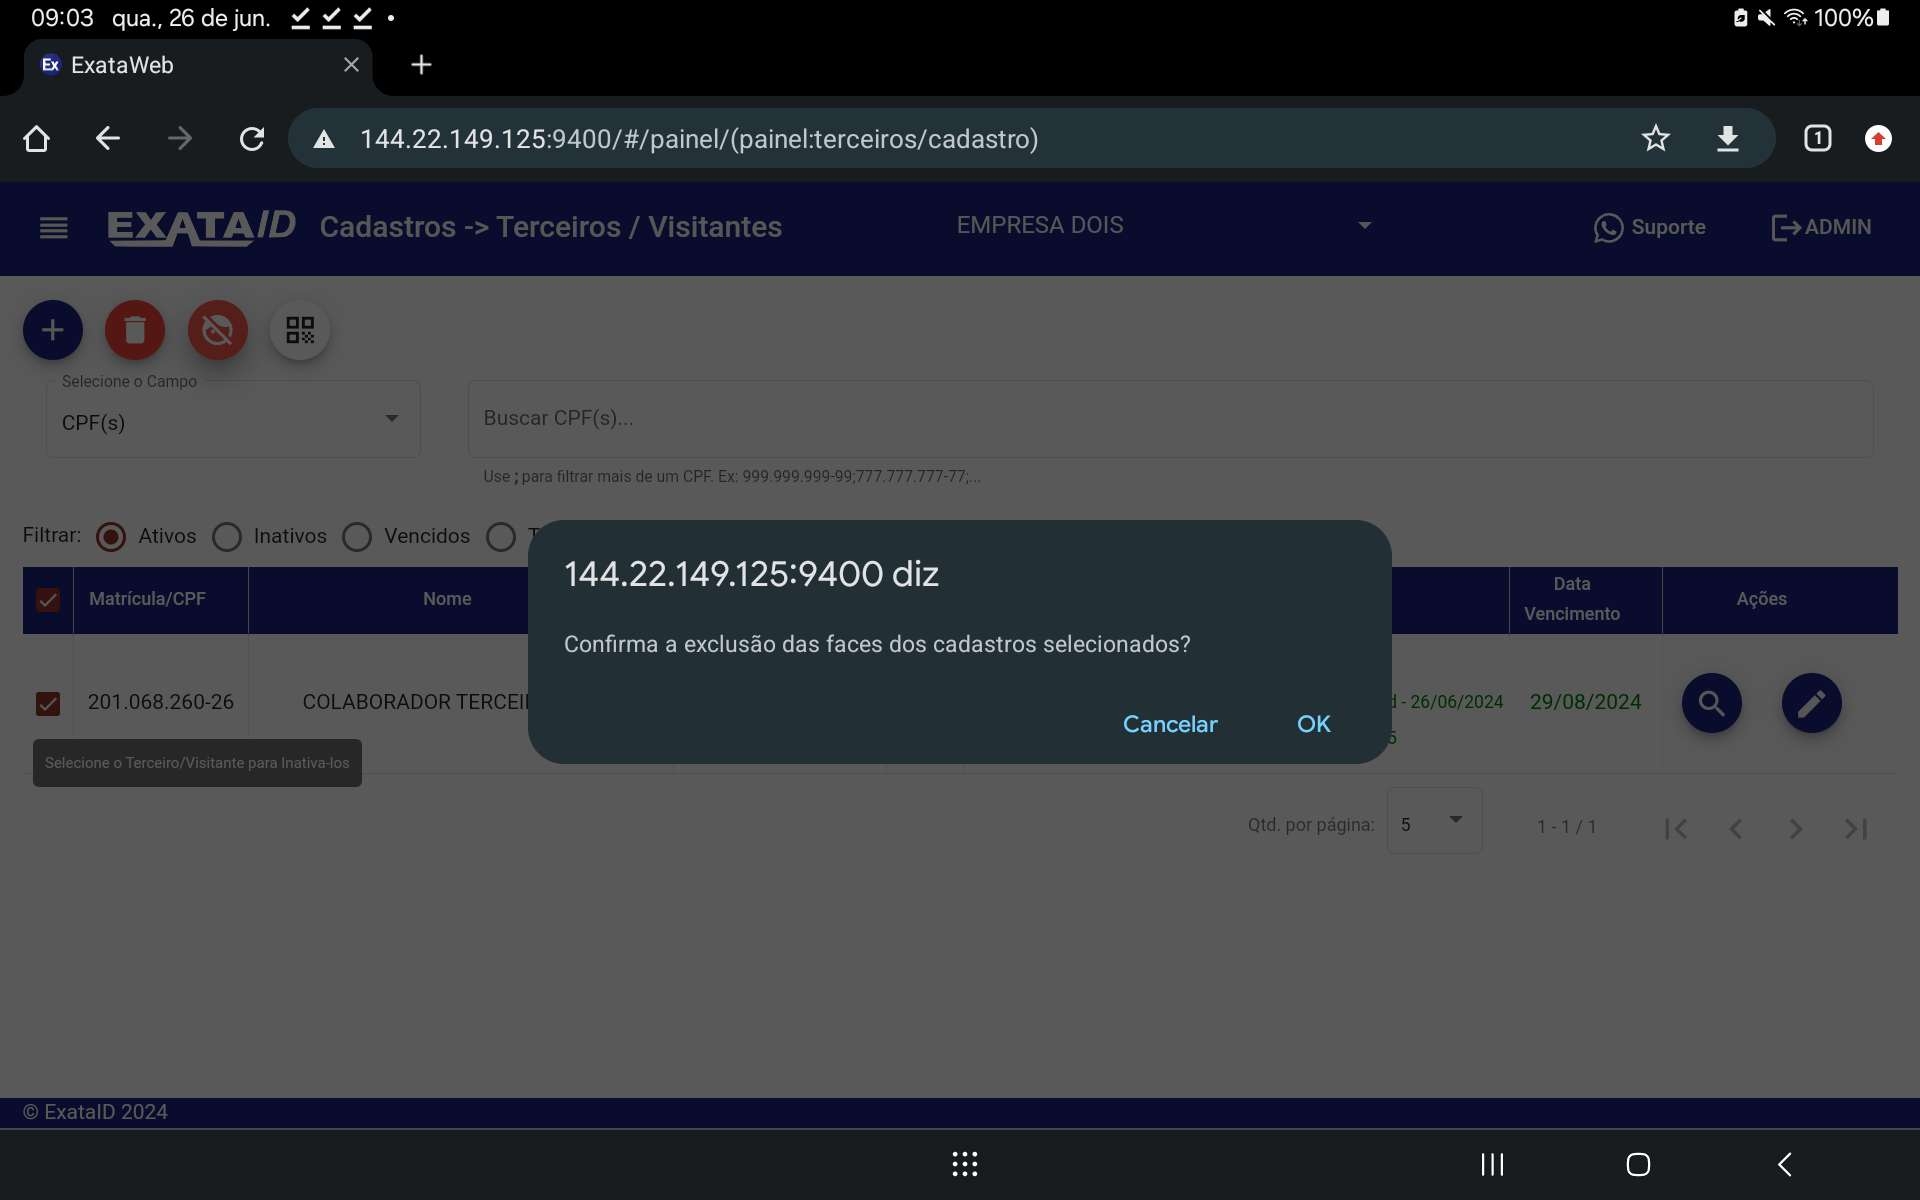 09:03 qua., 26 de jun. 100%
Ex ExataWeb
144.22.149.125:9400/#/painel/(painel:terceiros/cadastro) 1
EXATAID Cadastros -> Terceiros / Visitantes EMPRESA DOIS Suporte ADMIN
Selecione o Campo
CPF(s) Buscar CPF(s)...
Use ; para filtrar mais de um CPF. Ex: 999.999.999-99;777.777.777-77;...
Filtrar: Ativos Inativos Vencidos
144.22.149.125:9400 diz
Confirma a exclusão das faces dos cadastros selecionados?
Cancelar OK
Matrícula/CPF Nome Data Vencimento Ações
201.068.260-26 COLABORADOR - 26/06/2024 29/08/2024
Selecione o Terceiro/Visitante para Inativa-los
Qtd. por página: 5 1 - 1 / 1
© ExataID 2024